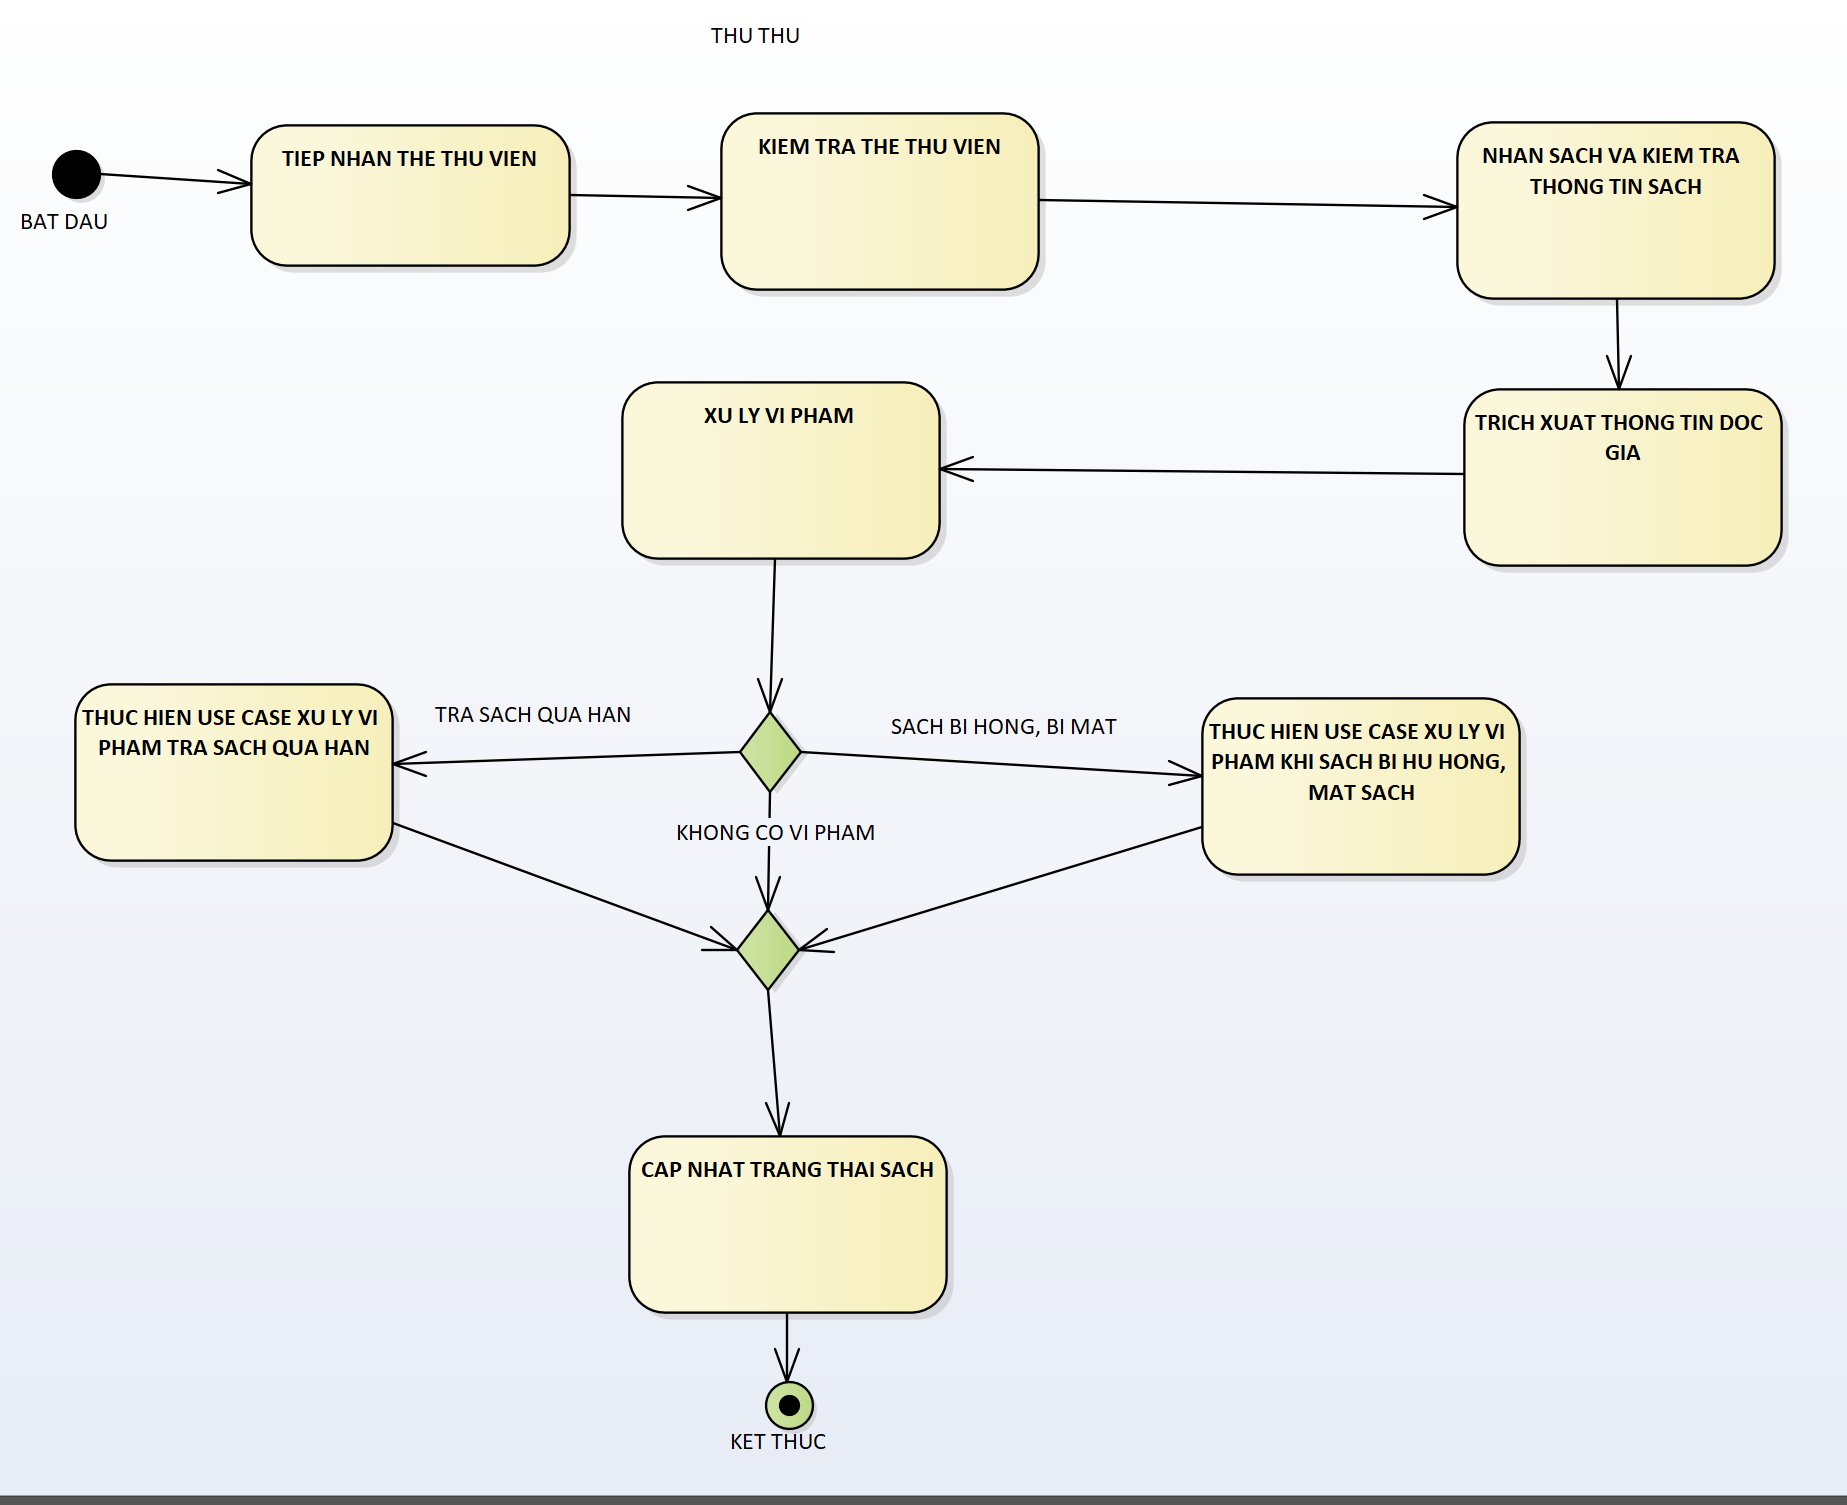 THU THU
BAT DAU
TIEP NHAN THE THU VIEN
KIEM TRA THE THU VIEN
NHAN SACH VA KIEM TRA
THONG TIN SACH
TRICH XUAT THONG TIN DOC
GIA
XU LY VI PHAM
TRA SACH QUA HAN
SACH BI HONG, BI MAT
THUC HIEN USE CASE XU LY VI
PHAM TRA SACH QUA HAN
THUC HIEN USE CASE XU LY VI
PHAM KHI SACH BI HU HONG,
MAT SACH
KHONG CO VI PHAM
CAP NHAT TRANG THAI SACH
KET THUC